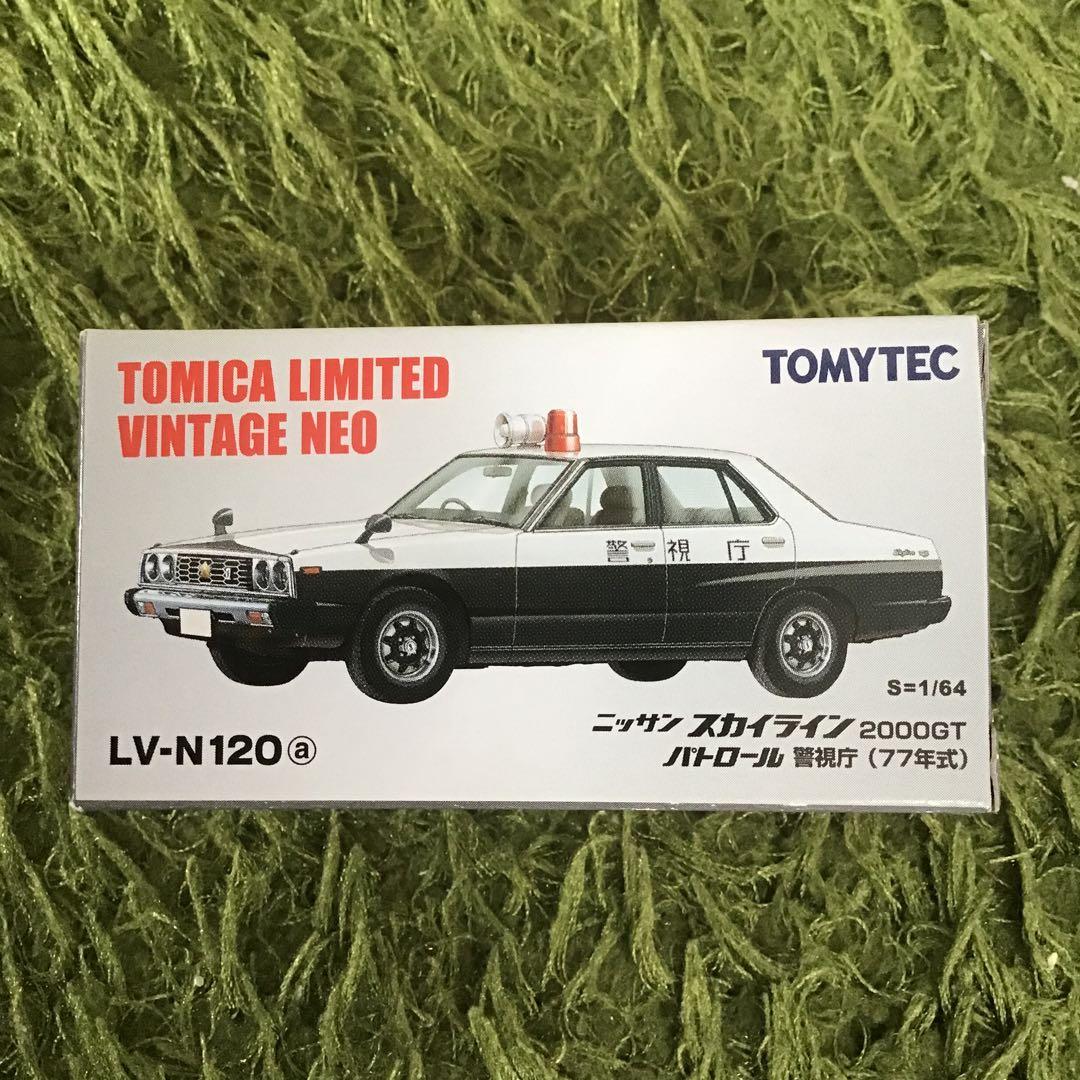 TOMICA LIMITED
VINTAGE NEO
TOMYTEC
警視庁
S=1/64
LV-N120ⓐ
ニッサン スカイライン 2000GT
パトロール 警視庁 (77年式)